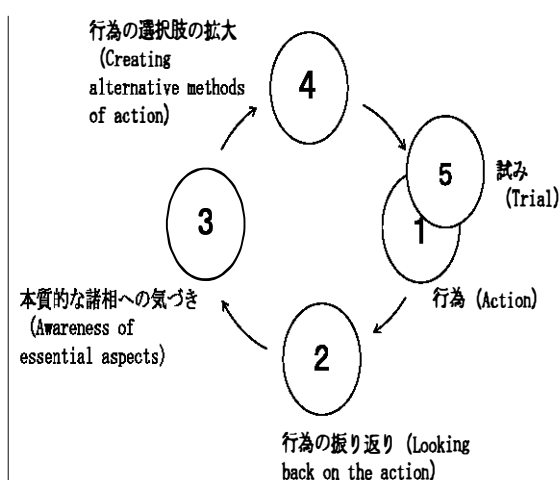 行為の選択肢の拡大
(Creating
alternative methods
of action)
4
5
試み
(Trial)
1
行為 (Action)
3
本質的な諸相への気づき
(Awareness of
essential aspects)
2
行為の振り返り (Looking
back on the action)